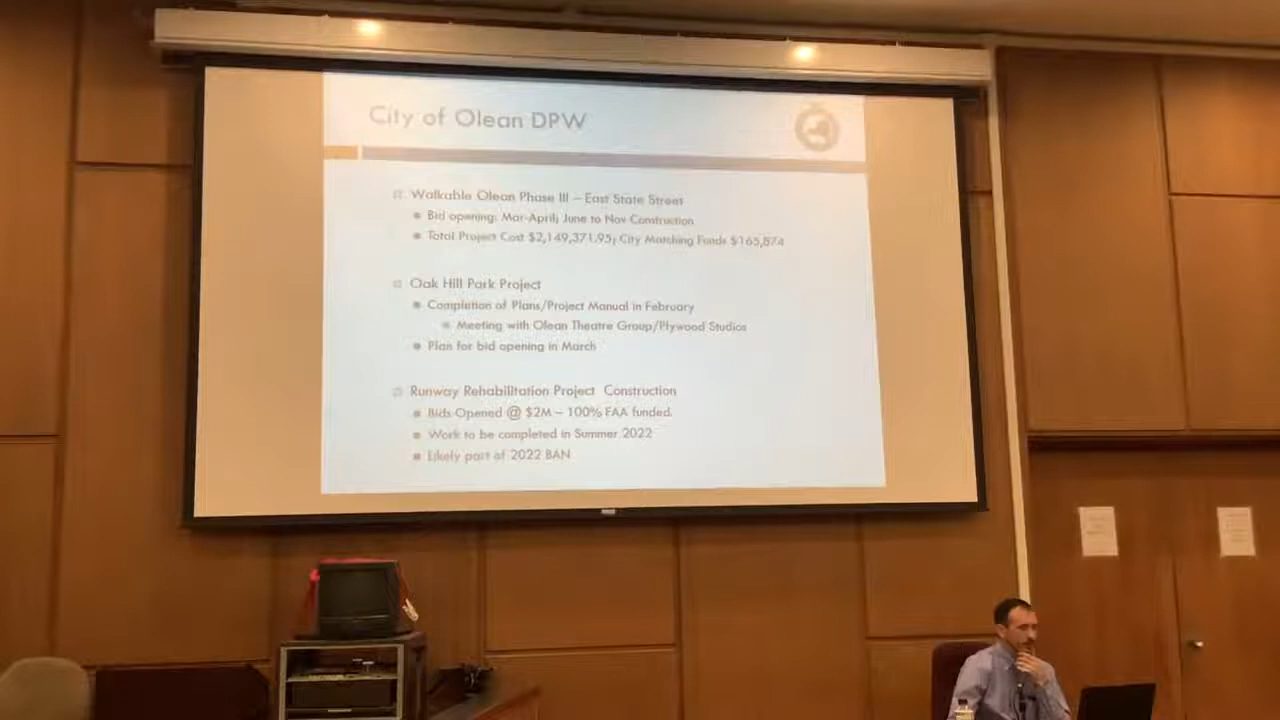 City of Olean DPW
Walkable Olean Phase III – East State Street
Bid opening: Mar-April; June to Nov Construction
Total Project Cost $2,149,371.95; City Matching Funds $165,874
Oak Hill Park Project
Completion of Plans/Project Manual in February
Meeting with Olean Theatre Group/Plywood Studios
Plan for bid opening in March
Runway Rehabilitation Project Construction
Bids Opened @ $2M – 100% FAA funded.
Work to be completed in Summer 2022
Likely part of 2022 BAN